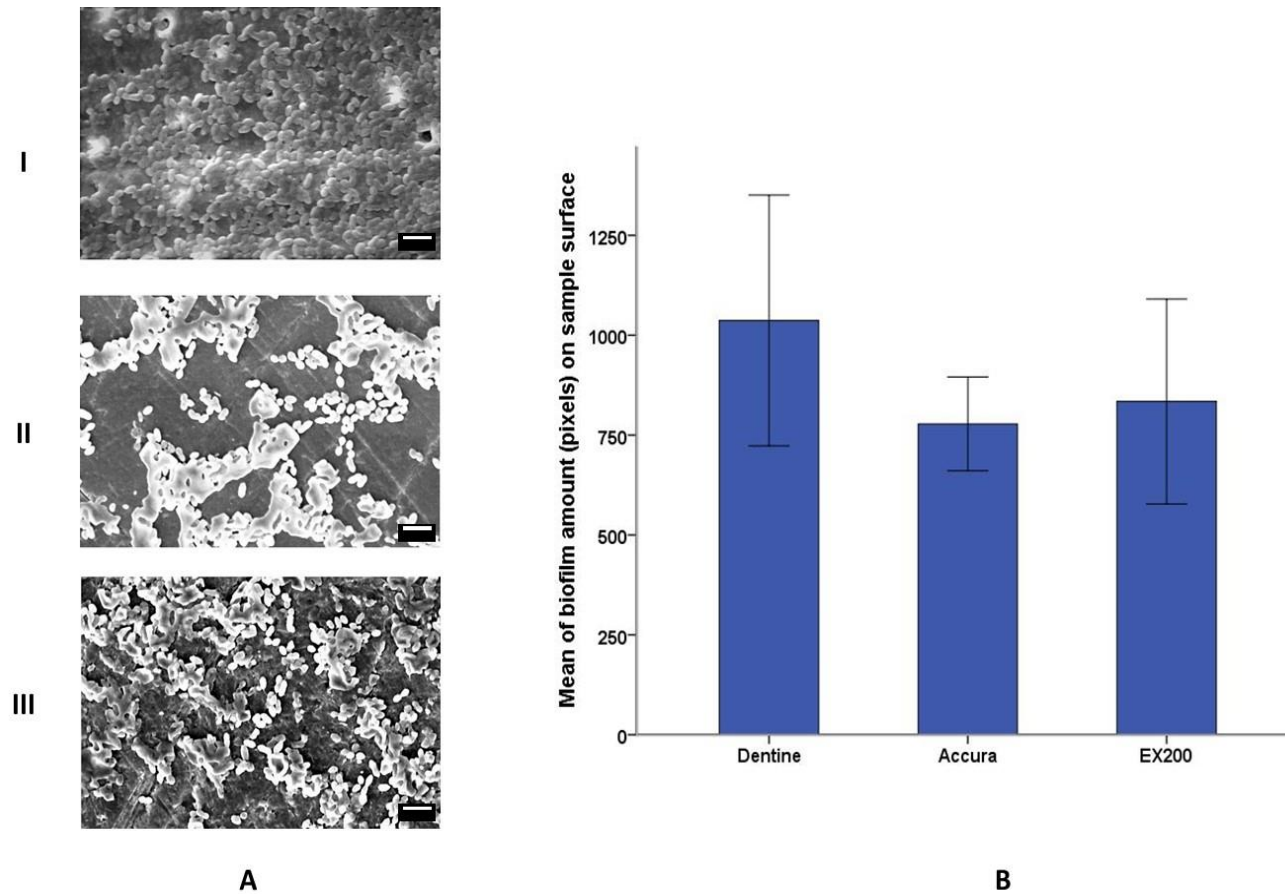 I
II
III
A
Mean of biofilm amount (pixels) on sample surface
1250
1000
750
500
250
0
Dentine Accura EX200
B